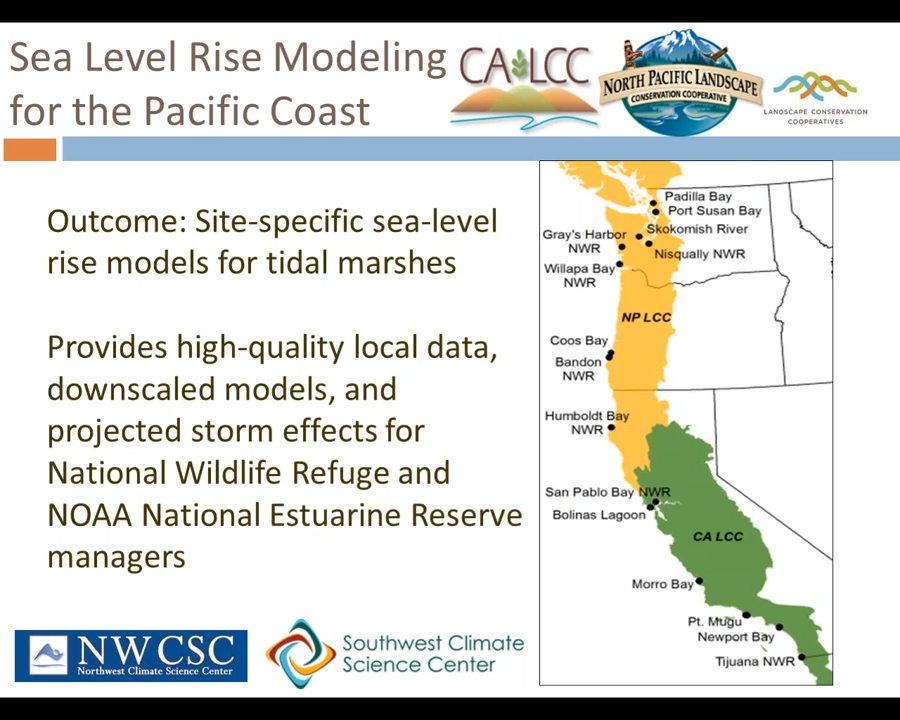 Sea Level Rise Modeling
for the Pacific Coast
CA LCC
NORTH PACIFIC LANDSCAPE
CONSERVATION COOPERATIVE
LANDSCAPE CONSERVATION
COOPERATIVES
Outcome: Site-specific sea-level
rise models for tidal marshes
Provides high-quality local data,
downscaled models, and
projected storm effects for
National Wildlife Refuge and
NOAA National Estuarine Reserve
managers
Padilla Bay
Port Susan Bay
Skokomish River
Gray's Harbor
NWR
Nisqually NWR
Willapa Bay
NWR
NP LCC
Coos Bay
Bandon
NWR
Humboldt Bay
NWR
San Pablo Bay NWR
Bolinas Lagoon
CA LCC
Morro Bay
Pt. Mugu
Newport Bay
Tijuana NWR
NW CSC
Northwest Climate Science Center
Southwest Climate
Science Center